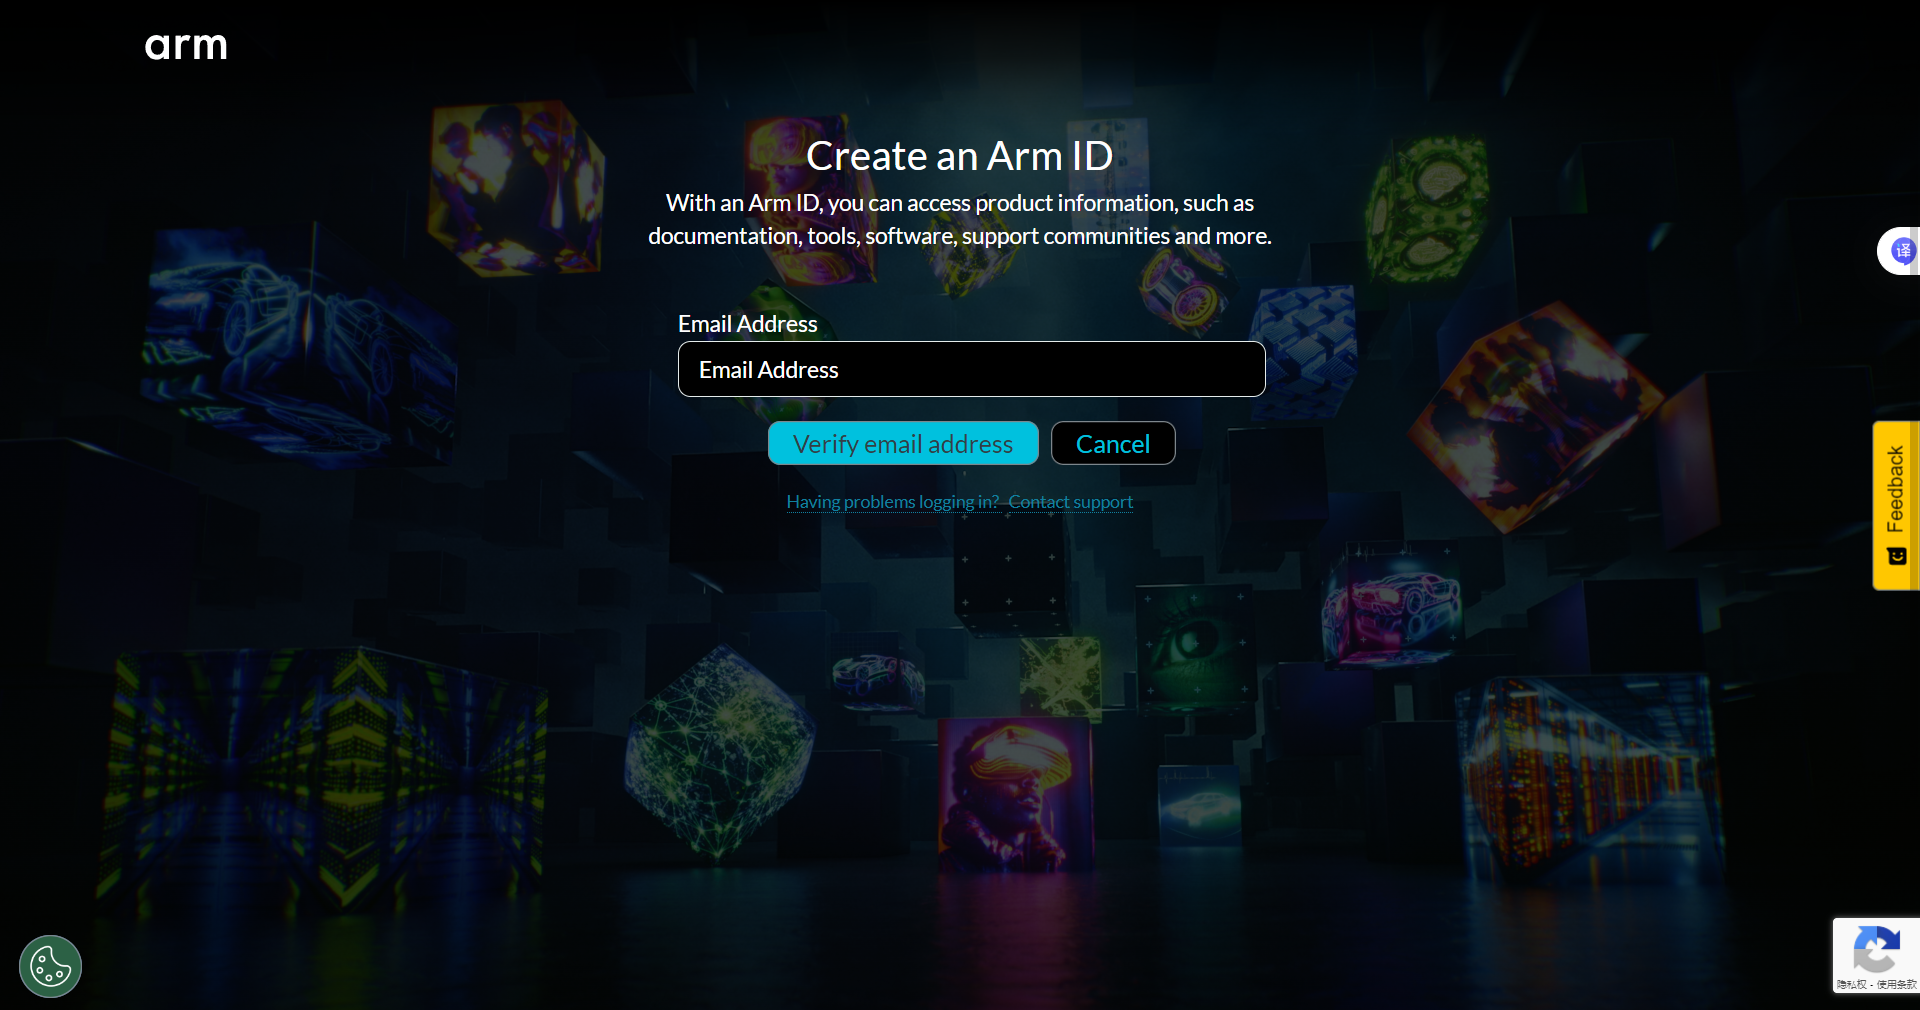 arm
Create an Arm ID
With an Arm ID, you can access product information, such as
documentation, tools, software, support communities and more.
Email Address
Email Address
Verify email address
Cancel
Having problems logging in? Contact support
译
Feedback
隐私权 - 使用条款